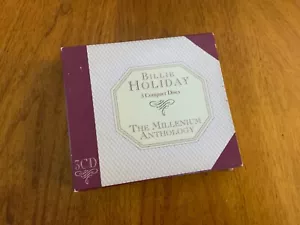 BILLIE
HOLIDAY
3 Compact Discs
THE MILLENIUM
ANTHOLOGY
3CD